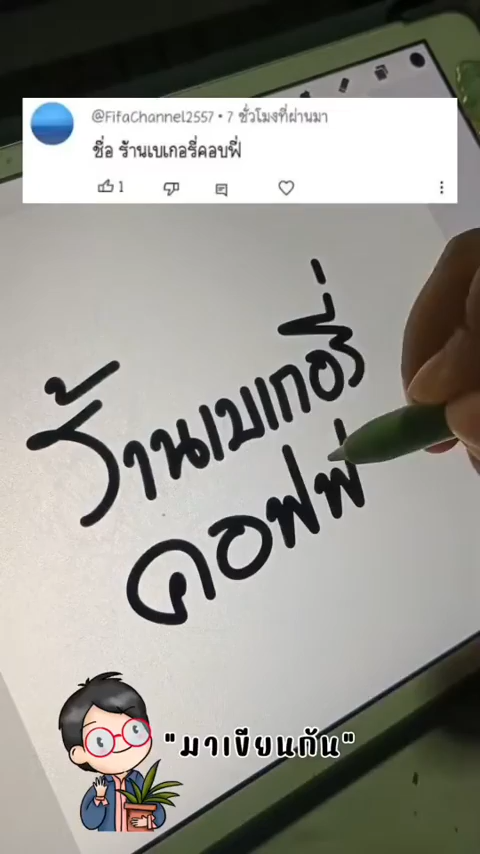 @FifaChannel2557 • 7 ชั่วโมงที่ผ่านมา
ชื่อ ร้านเบเกอรี่คอบฟี่
1
ร้านเบเกอรี่
คอฟฟ
"มาเขียนกัน"